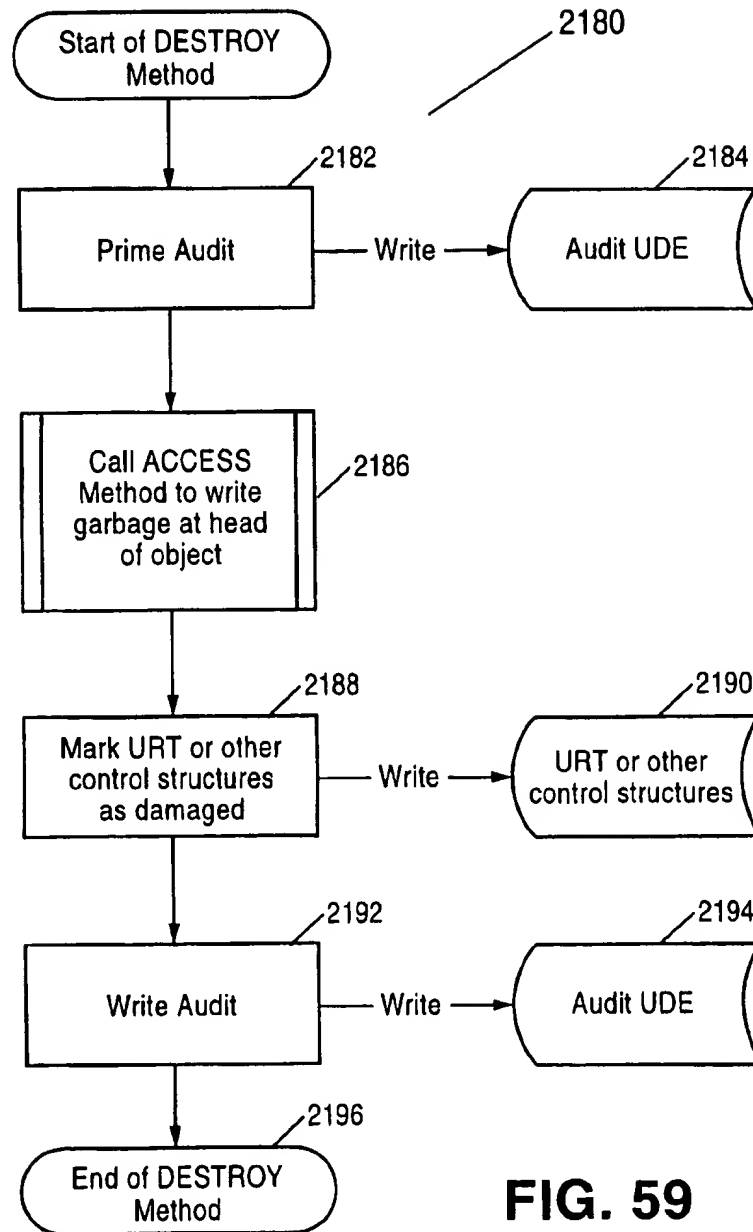 Start of DESTROY
Method
2180
2182
Prime Audit
Write
2184
Audit UDE
Call ACCESS
Method to write
garbage at head
of object
2186
2188
Mark URT or other
control structures
as damaged
Write
2190
URT or other
control structures
2192
Write Audit
Write
2194
Audit UDE
2196
End of DESTROY
Method
FIG. 59